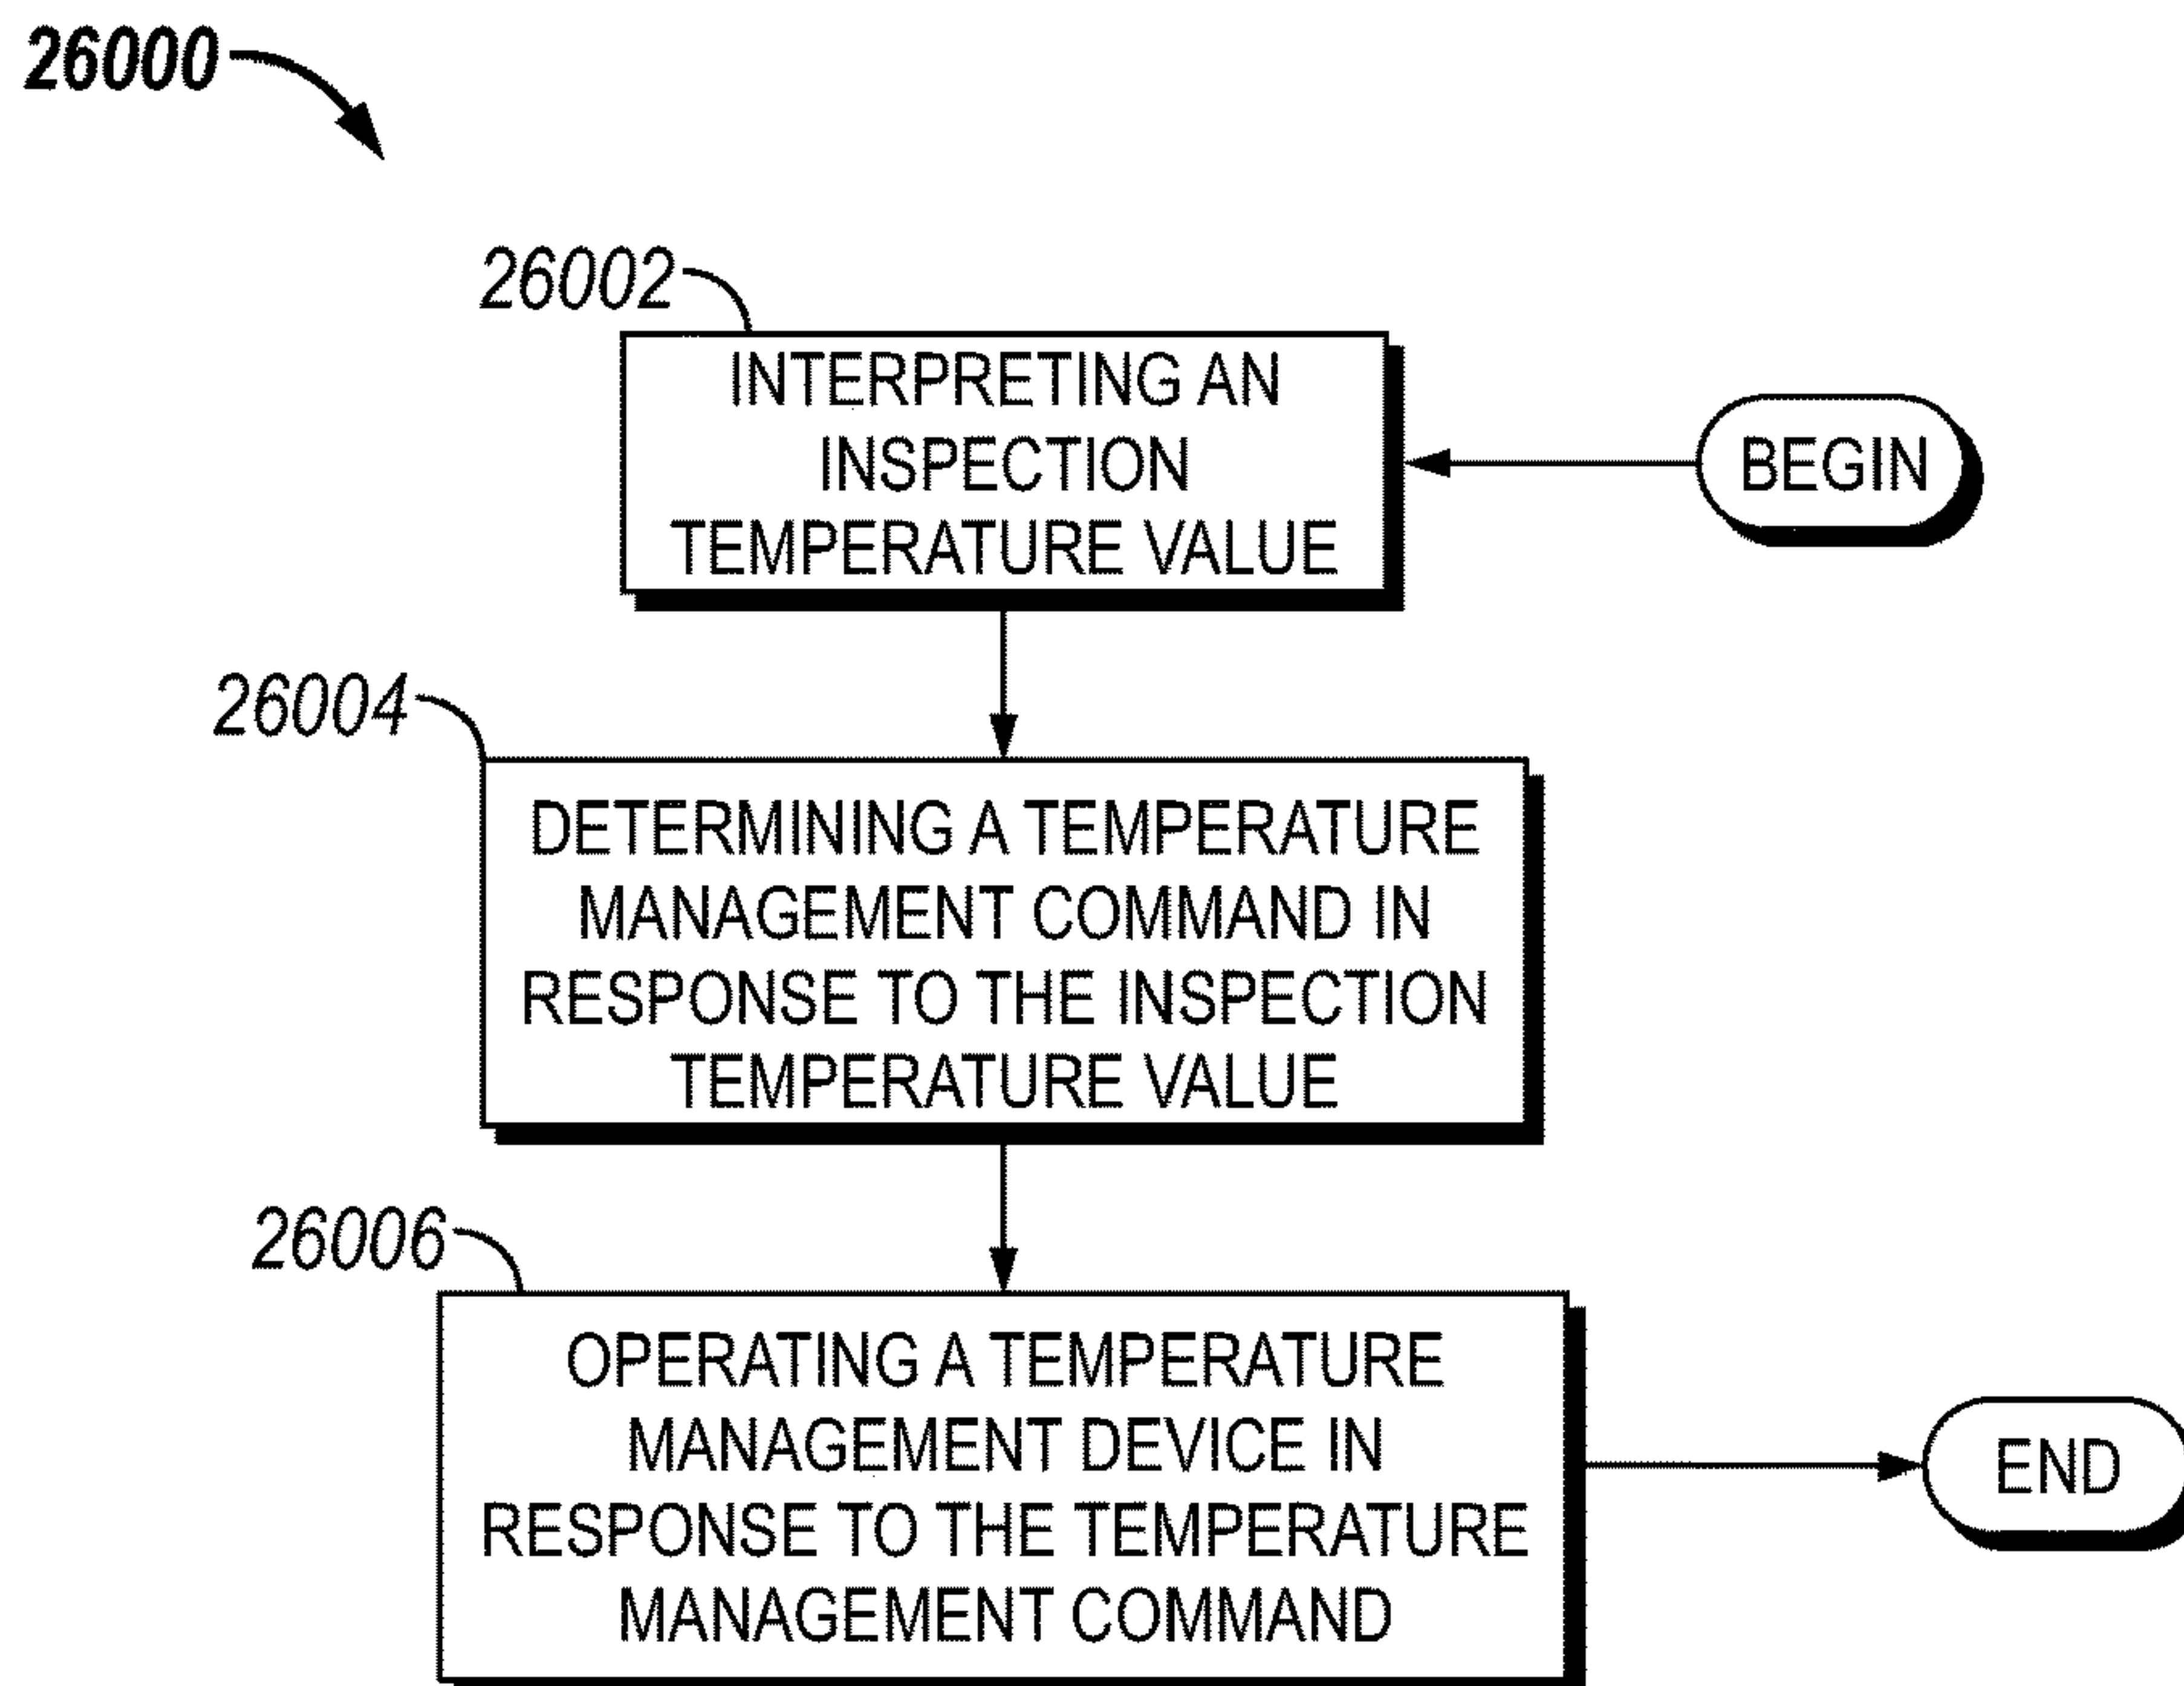 26000
26002
INTERPRETING AN
INSPECTION
TEMPERATURE VALUE
BEGIN
26004
DETERMINING A TEMPERATURE
MANAGEMENT COMMAND IN
RESPONSE TO THE INSPECTION
TEMPERATURE VALUE
26006
OPERATING A TEMPERATURE
MANAGEMENT DEVICE IN
RESPONSE TO THE TEMPERATURE
MANAGEMENT COMMAND
END